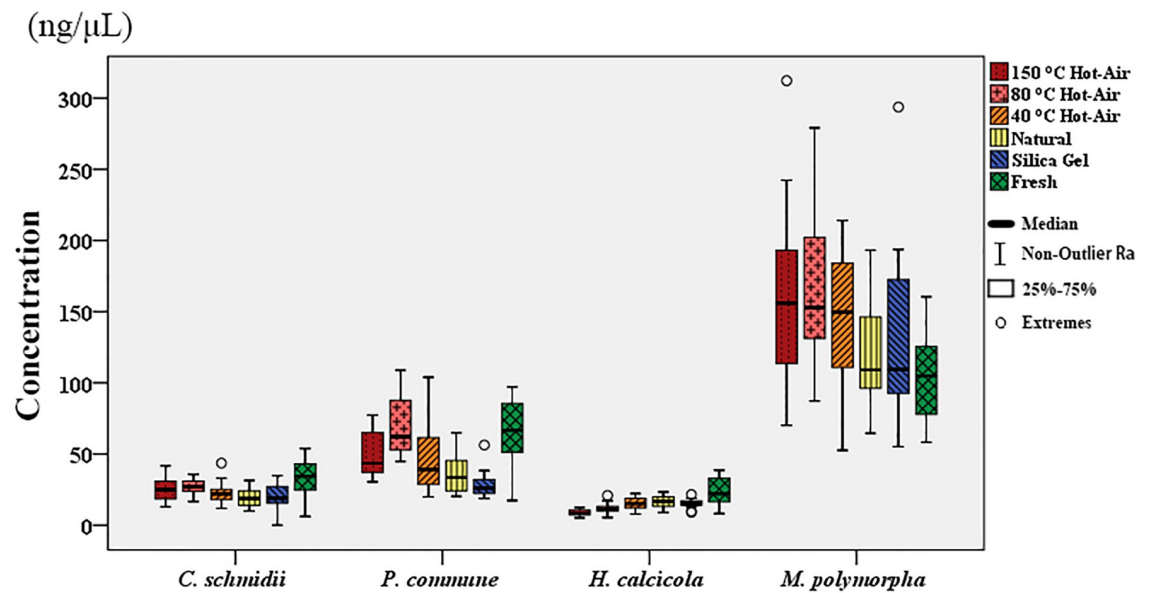 (ng/μL)
Concentration
300
250
200
150
100
50
0
C. schmidii
P. commune
H. calcicola
M. polymorpha
150 °C Hot-Air
80 °C Hot-Air
40 °C Hot-Air
Natural
Silica Gel
Fresh
Median
Non-Outlier Ra
25%-75%
Extremes